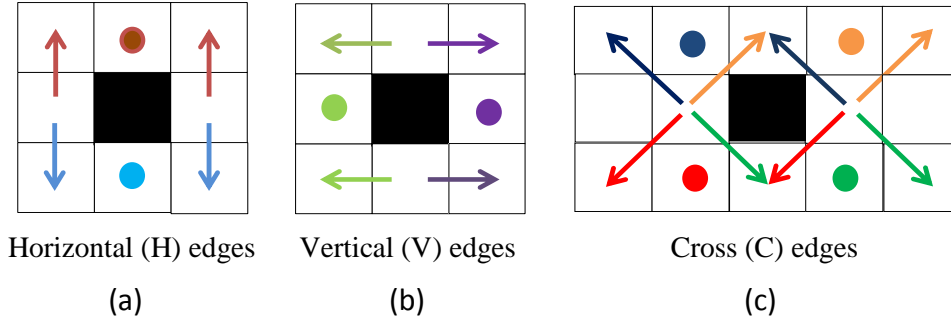 Horizontal (H) edges
Vertical (V) edges
Cross (C) edges
(a)
(b)
(c)